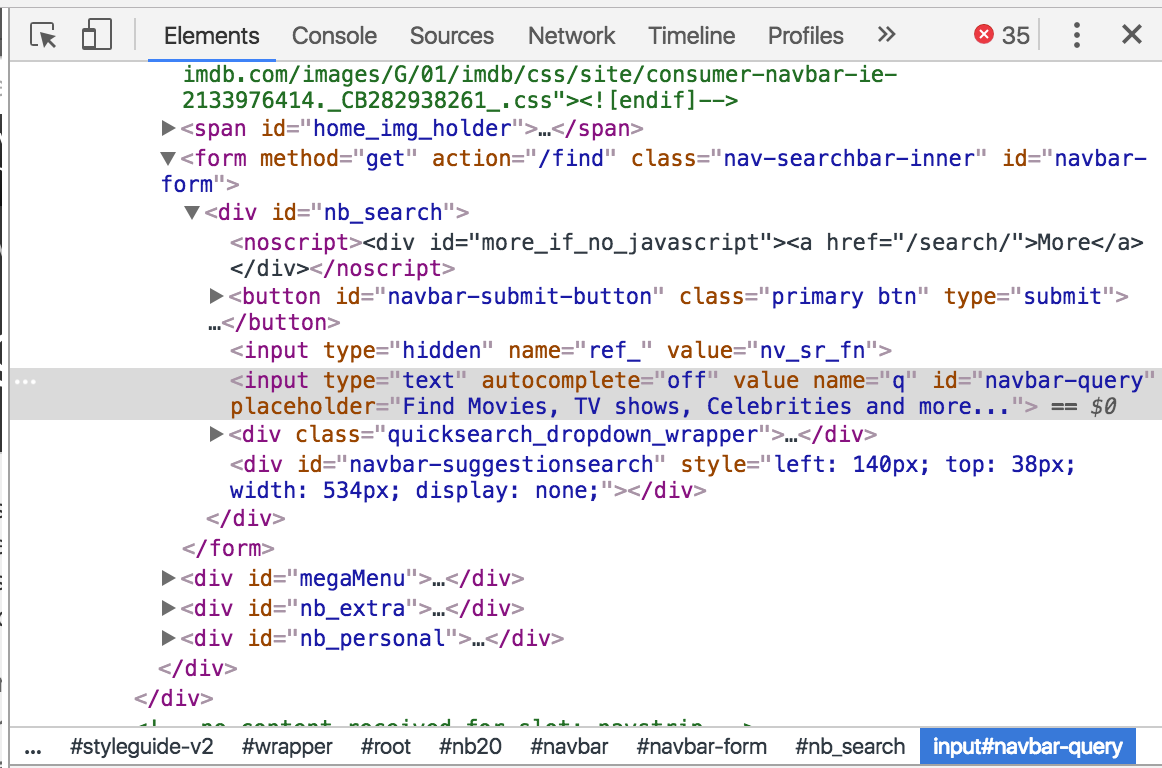 Elements Console Sources Network Timeline Profiles » 35
imdb.com/images/G/01/imdb/css/site/consumer-navbar-ie-
2133976414._CB282938261_.css"><![endif]-->
<span id="home_img_holder">…</span>
<form method="get" action="/find" class="nav-searchbar-inner" id="navbar-
form">
<div id="nb_search">
<noscript><div id="more_if_no_javascript"><a href="/search/">More</a>
</div></noscript>
<button id="navbar-submit-button" class="primary btn" type="submit">
…</button>
<input type="hidden" name="ref_" value="nv_sr_fn">
<input type="text" autocomplete="off" value name="q" id="navbar-query"
placeholder="Find Movies, TV shows, Celebrities and more..."> == $0
<div class="quicksearch_dropdown_wrapper">…</div>
<div id="navbar-suggestionsearch" style="left: 140px; top: 38px;
width: 534px; display: none;"></div>
</div>
</form>
<div id="megaMenu">…</div>
<div id="nb_extra">…</div>
<div id="nb_personal">…</div>
</div>
</div>
<!-- no content received for slot: navstrip -->
... #styleguide-v2 #wrapper #root #nb20 #navbar #navbar-form #nb_search input#navbar-query